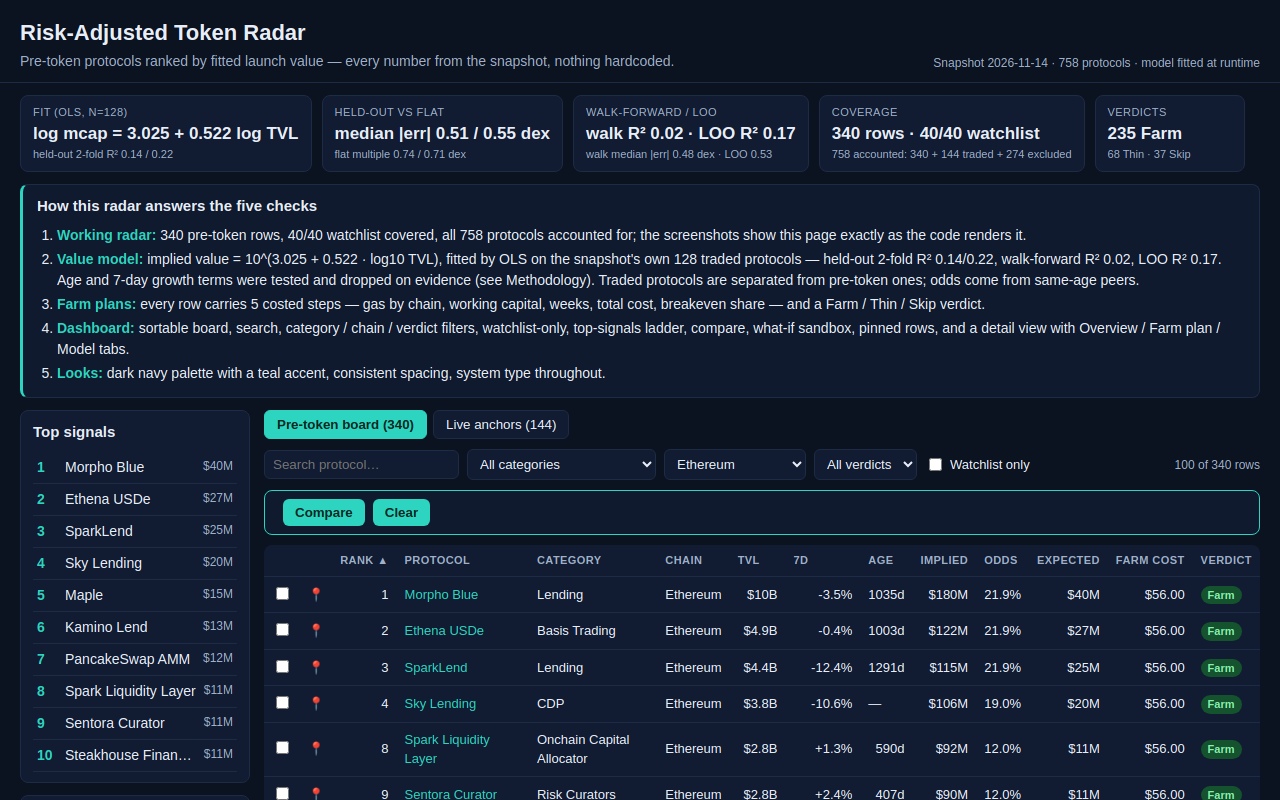 Risk-Adjusted Token Radar
Pre-token protocols ranked by fitted launch value — every number from the snapshot, nothing hardcoded.
Snapshot 2026-11-14 · 758 protocols · model fitted at runtime
FIT (OLS, N=128)
log mcap = 3.025 + 0.522 log TVL
held-out 2-fold R² 0.14 / 0.22
HELD-OUT VS FLAT
median |err| 0.51 / 0.55 dex
flat multiple 0.74 / 0.71 dex
WALK-FORWARD / LOO
walk R² 0.02 · LOO R² 0.17
walk median |err| 0.48 dex · LOO 0.53
COVERAGE
340 rows · 40/40 watchlist
758 accounted: 340 + 144 traded + 274 excluded
VERDICTS
235 Farm
68 Thin · 37 Skip
How this radar answers the five checks
1. Working radar: 340 pre-token rows, 40/40 watchlist covered, all 758 protocols accounted for; the screenshots show this page exactly as the code renders it.
2. Value model: implied value = 10^(3.025 + 0.522 · log10 TVL), fitted by OLS on the snapshot's own 128 traded protocols — held-out 2-fold R² 0.14/0.22, walk-forward R² 0.02, LOO R² 0.17.
Age and 7-day growth terms were tested and dropped on evidence (see Methodology). Traded protocols are separated from pre-token ones; odds come from same-age peers.
3. Farm plans: every row carries 5 costed steps — gas by chain, working capital, weeks, total cost, breakeven share — and a Farm / Thin / Skip verdict.
4. Dashboard: sortable board, search, category / chain / verdict filters, watchlist-only, top-signals ladder, compare, what-if sandbox, pinned rows, and a detail view with Overview / Farm plan /
Model tabs.
5. Looks: dark navy palette with a teal accent, consistent spacing, system type throughout.
Top signals
1 Morpho Blue $40M
2 Ethena USDe $27M
3 SparkLend $25M
4 Sky Lending $20M
5 Maple $15M
6 Kamino Lend $13M
7 PancakeSwap AMM $12M
8 Spark Liquidity Layer $11M
9 Sentora Curator $11M
10 Steakhouse Finan… $11M
Pre-token board (340)
Live anchors (144)
Search protocol…
All categories
Ethereum
All verdicts
Watchlist only
100 of 340 rows
Compare
Clear
RANK ▲ PROTOCOL CATEGORY CHAIN TVL 7D AGE IMPLIED ODDS EXPECTED FARM COST VERDICT
1 Morpho Blue Lending Ethereum $10B -3.5% 1035d $180M 21.9% $40M $56.00 Farm
2 Ethena USDe Basis Trading Ethereum $4.9B -0.4% 1003d $122M 21.9% $27M $56.00 Farm
3 SparkLend Lending Ethereum $4.4B -12.4% 1291d $115M 21.9% $25M $56.00 Farm
4 Sky Lending CDP Ethereum $3.8B -10.6% — $106M 19.0% $20M $56.00 Farm
8 Spark Liquidity Layer Onchain Capital Allocator Ethereum $2.8B +1.3% 590d $92M 12.0% $11M $56.00 Farm
9 Sentora Curator Risk Curators Ethereum $2.8B +2.4% 407d $90M 12.0% $11M $56.00 Farm